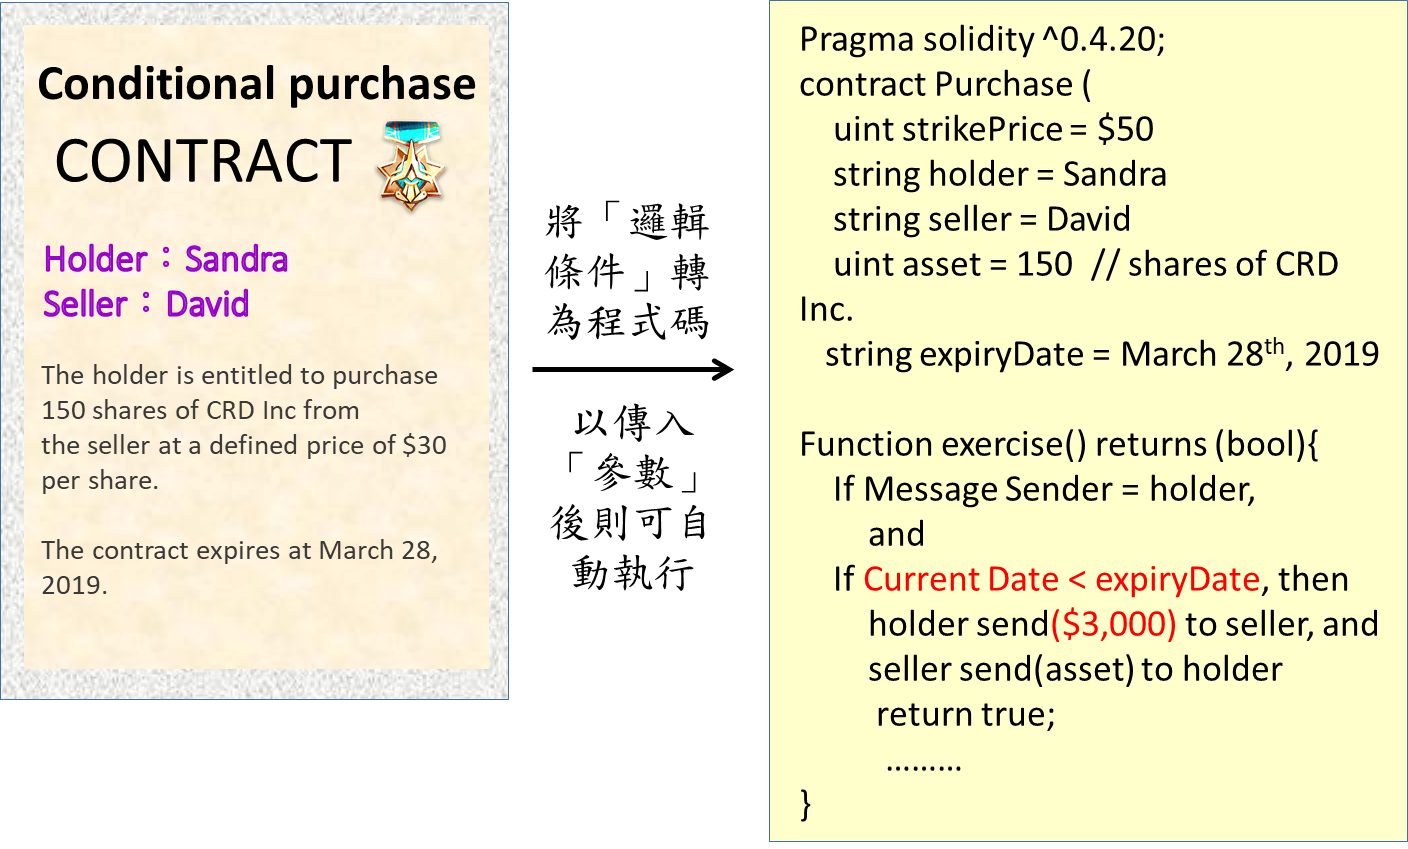 Conditional purchase
CONTRACT
Holder：Sandra
Seller：David
The holder is entitled to purchase
150 shares of CRD Inc from
the seller at a defined price of $30
per share.
The contract expires at March 28,
2019.
將「邏輯
條件」轉
為程式碼
以傳入
「參數」
後則可自
動執行
Pragma solidity ^0.4.20;
contract Purchase (
uint strikePrice = $50
string holder = Sandra
string seller = David
uint asset = 150 // shares of CRD
Inc.
string expiryDate = March 28th, 2019
Function exercise() returns (bool){
If Message Sender = holder,
and
If Current Date < expiryDate, then
holder send($3,000) to seller, and
seller send(asset) to holder
return true;
.........
}